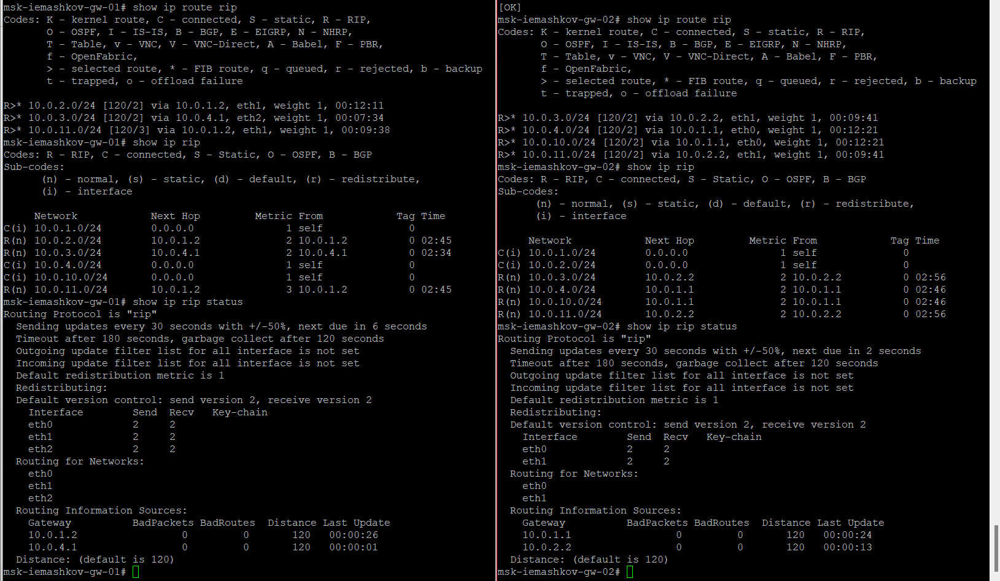 msk-iemashkov-gw-01# show ip route rip
Codes: K - kernel route, C - connected, S - static, R - RIP,
       O - OSPF, I - IS-IS, B - BGP, E - EIGRP, N - NHRP,
       T - Table, v - VNC, V - VNC-Direct, A - Babel, F - PBR,
       f - OpenFabric,
       > - selected route, * - FIB route, q - queued, r - rejected, b - backup
       t - trapped, o - offload failure

R>* 10.0.2.0/24 [120/2] via 10.0.1.2, eth1, weight 1, 00:12:11
R>* 10.0.3.0/24 [120/2] via 10.0.4.1, eth2, weight 1, 00:07:34
R>* 10.0.11.0/24 [120/3] via 10.0.1.2, eth1, weight 1, 00:09:38
msk-iemashkov-gw-01# show ip rip
Codes: R - RIP, C - connected, S - Static, O - OSPF, B - BGP
Sub-codes:
      (n) - normal, (s) - static, (d) - default, (r) - redistribute,
      (i) - interface

     Network            Next Hop         Metric From            Tag Time
C(i) 10.0.1.0/24        0.0.0.0               1 self              0
R(n) 10.0.2.0/24        10.0.1.2              2 10.0.1.2          0 02:45
R(n) 10.0.3.0/24        10.0.4.1              2 10.0.4.1          0 02:34
C(i) 10.0.4.0/24        0.0.0.0               1 self              0
C(i) 10.0.10.0/24       0.0.0.0               1 self              0
R(n) 10.0.11.0/24       10.0.1.2              3 10.0.1.2          0 02:45
msk-iemashkov-gw-01# show ip rip status
Routing Protocol is "rip"
  Sending updates every 30 seconds with +/-50%, next due in 6 seconds
  Timeout after 180 seconds, garbage collect after 120 seconds
  Outgoing update filter list for all interface is not set
  Incoming update filter list for all interface is not set
  Default redistribution metric is 1
  Redistributing:
  Default version control: send version 2, receive version 2
    Interface        Send  Recv   Key-chain
    eth0             2     2
    eth1             2     2
    eth2             2     2
  Routing for Networks:
    eth0
    eth1
    eth2
  Routing Information Sources:
    Gateway          BadPackets BadRoutes  Distance Last Update
    10.0.1.2                 0         0       120   00:00:26
    10.0.4.1                 0         0       120   00:00:01
  Distance: (default is 120)
msk-iemashkov-gw-01#
[OK]
msk-iemashkov-gw-02# show ip route rip
Codes: K - kernel route, C - connected, S - static, R - RIP,
       O - OSPF, I - IS-IS, B - BGP, E - EIGRP, N - NHRP,
       T - Table, v - VNC, V - VNC-Direct, A - Babel, F - PBR,
       f - OpenFabric,
       > - selected route, * - FIB route, q - queued, r - rejected, b - backup
       t - trapped, o - offload failure

R>* 10.0.3.0/24 [120/2] via 10.0.2.2, eth1, weight 1, 00:09:41
R>* 10.0.4.0/24 [120/2] via 10.0.1.1, eth0, weight 1, 00:12:21
R>* 10.0.10.0/24 [120/2] via 10.0.1.1, eth0, weight 1, 00:12:21
R>* 10.0.11.0/24 [120/2] via 10.0.2.2, eth1, weight 1, 00:09:41
msk-iemashkov-gw-02# show ip rip
Codes: R - RIP, C - connected, S - Static, O - OSPF, B - BGP
Sub-codes:
      (n) - normal, (s) - static, (d) - default, (r) - redistribute,
      (i) - interface

     Network            Next Hop         Metric From            Tag Time
C(i) 10.0.1.0/24        0.0.0.0               1 self              0
C(i) 10.0.2.0/24        0.0.0.0               1 self              0
R(n) 10.0.3.0/24        10.0.2.2              2 10.0.2.2          0 02:56
R(n) 10.0.4.0/24        10.0.1.1              2 10.0.1.1          0 02:46
R(n) 10.0.10.0/24       10.0.1.1              2 10.0.1.1          0 02:46
R(n) 10.0.11.0/24       10.0.2.2              2 10.0.2.2          0 02:56
msk-iemashkov-gw-02# show ip rip status
Routing Protocol is "rip"
  Sending updates every 30 seconds with +/-50%, next due in 2 seconds
  Timeout after 180 seconds, garbage collect after 120 seconds
  Outgoing update filter list for all interface is not set
  Incoming update filter list for all interface is not set
  Default redistribution metric is 1
  Redistributing:
  Default version control: send version 2, receive version 2
    Interface        Send  Recv   Key-chain
    eth0             2     2
    eth1             2     2
  Routing for Networks:
    eth0
    eth1
  Routing Information Sources:
    Gateway          BadPackets BadRoutes  Distance Last Update
    10.0.1.1                 0         0       120   00:00:24
    10.0.2.2                 0         0       120   00:00:13
  Distance: (default is 120)
msk-iemashkov-gw-02#